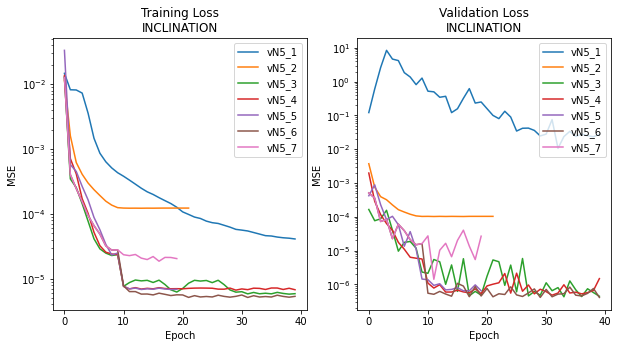 Training Loss
INCLINATION
MSE
10⁻²
10⁻³
10⁻⁴
10⁻⁵
0
10
20
30
40
Epoch
vN5_1
vN5_2
vN5_3
vN5_4
vN5_5
vN5_6
vN5_7
Validation Loss
INCLINATION
MSE
10¹
10⁰
10⁻¹
10⁻²
10⁻³
10⁻⁴
10⁻⁵
10⁻⁶
0
10
20
30
40
Epoch
vN5_1
vN5_2
vN5_3
vN5_4
vN5_5
vN5_6
vN5_7